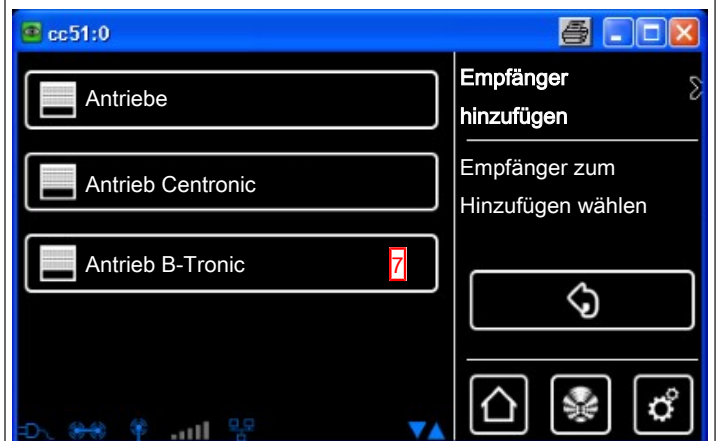 cc51:0
Antriebe
Antrieb Centronic
Antrieb B-Tronic 7
Empfänger
hinzufügen
Empfänger zum
Hinzufügen wählen